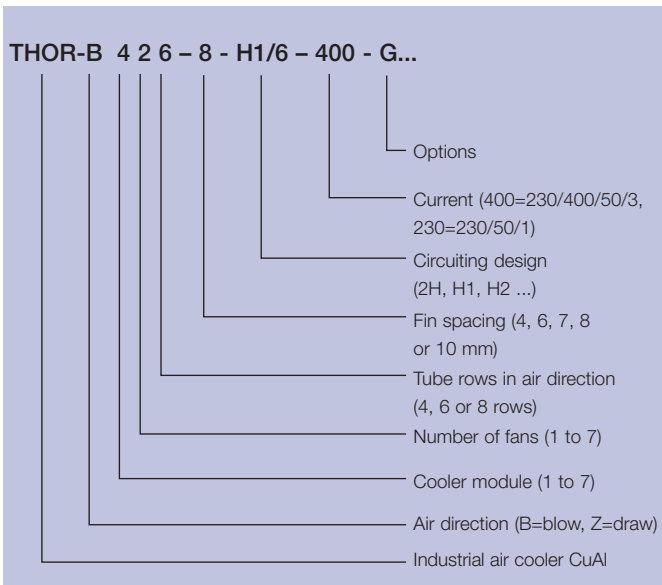 THOR-B 4 2 6 – 8 - H1/6 – 400 - G...
Options
Current (400=230/400/50/3,
230=230/50/1)
Circuiting design
(2H, H1, H2 ...)
Fin spacing (4, 6, 7, 8
or 10 mm)
Tube rows in air direction
(4, 6 or 8 rows)
Number of fans (1 to 7)
Cooler module (1 to 7)
Air direction (B=blow, Z=draw)
Industrial air cooler CuAl